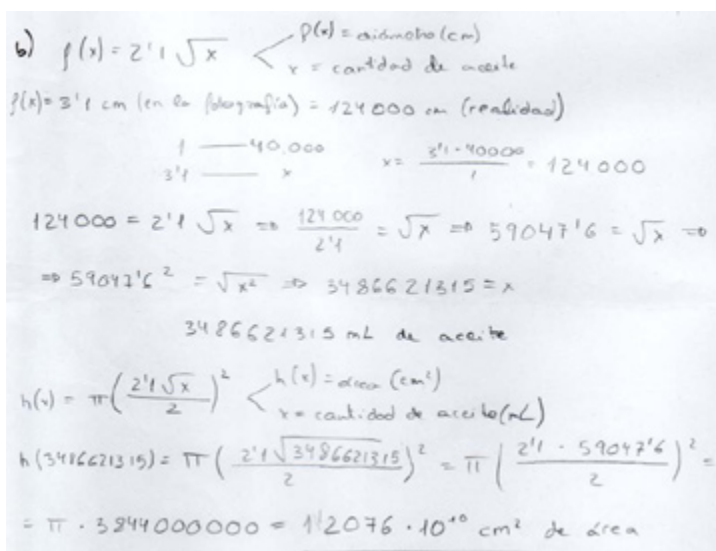 b) f(x) = 2'1 √x < f(x) = diámetro (cm)
x = cantidad de aceite
f(x) = 3'1 cm (en la fotografía) = 124000 cm (realidad)
1 —— 40.000
3'1 —— x
x = 3'1 · 40000 / 1 = 124000
124000 = 2'1 √x ⇒ 124000 / 2'1 = √x ⇒ 59047'6 = √x ⇒
⇒ 59047'6² = √x² ⇒ 3486621315 = x
3486621315 mL de aceite
h(x) = π (2'1 √x / 2)² < h(x) = área (cm²)
x = cantidad de aceite (mL)
h(3486621315) = π (2'1 √3486621315 / 2)² = π (2'1 · 59047'6 / 2)² =
= π · 3844000000 = 1'2076 · 10¹⁰ cm² de área